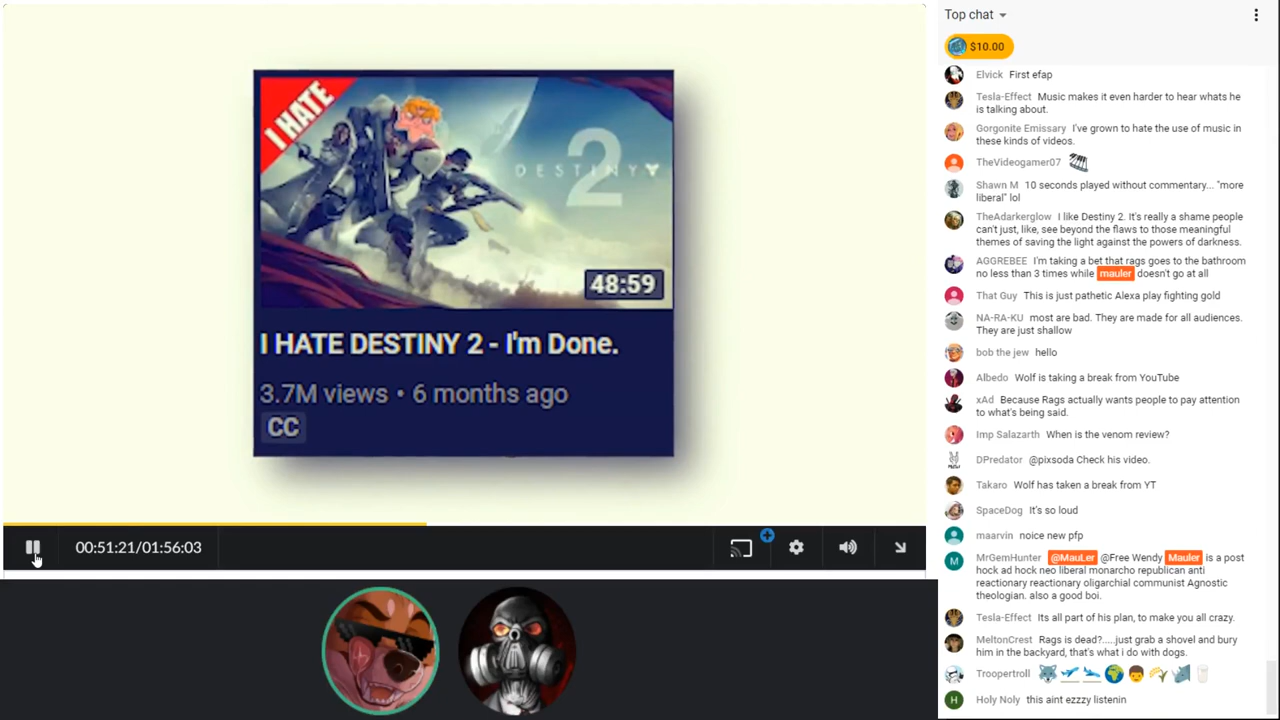 I HATE
DESTINY 2
48:59
I HATE DESTINY 2 - I'm Done.
3.7M views • 6 months ago
CC
00:51:21/01:56:03
Top chat
$10.00
Elvick First efap
Tesla-Effect Music makes it even harder to hear whats he
is talking about.
Gorgonite Emissary I've grown to hate the use of music in
these kinds of videos.
TheVideogamer07
Shawn M 10 seconds played without commentary... "more
liberal" lol
TheAdarkerglow I like Destiny 2. It's really a shame people
can't just, like, see beyond the flaws to those meaningful
themes of saving the light against the powers of darkness.
AGGREBEE I'm taking a bet that rags goes to the bathroom
no less than 3 times while mauler doesn't go at all
That Guy This is just pathetic Alexa play fighting gold
NA-RA-KU most are bad. They are made for all audiences.
They are just shallow
bob the jew hello
Albedo Wolf is taking a break from YouTube
xAd Because Rags actually wants people to pay attention
to what's being said.
Imp Salazarth When is the venom review?
DPredator @pixsoda Check his video.
Takaro Wolf has taken a break from YT
SpaceDog It's so loud
maarvin noice new pfp
MrGemHunter @MauLer @Free Wendy Mauler is a post
hock ad hock neo liberal monarcho republican anti
reactionary reactionary oligarchial communist Agnostic
theologian. also a good boi.
Tesla-Effect Its all part of his plan, to make you all crazy.
MeltonCrest Rags is dead?.....just grab a shovel and bury
him in the backyard, that's what i do with dogs.
Troopertroll
Holy Noly this aint ezzzy listenin